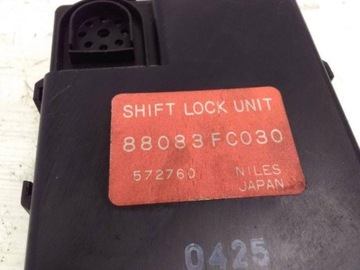 SHIFT LOCK UNIT
88083FC030
572760 NILES
JAPAN
0425